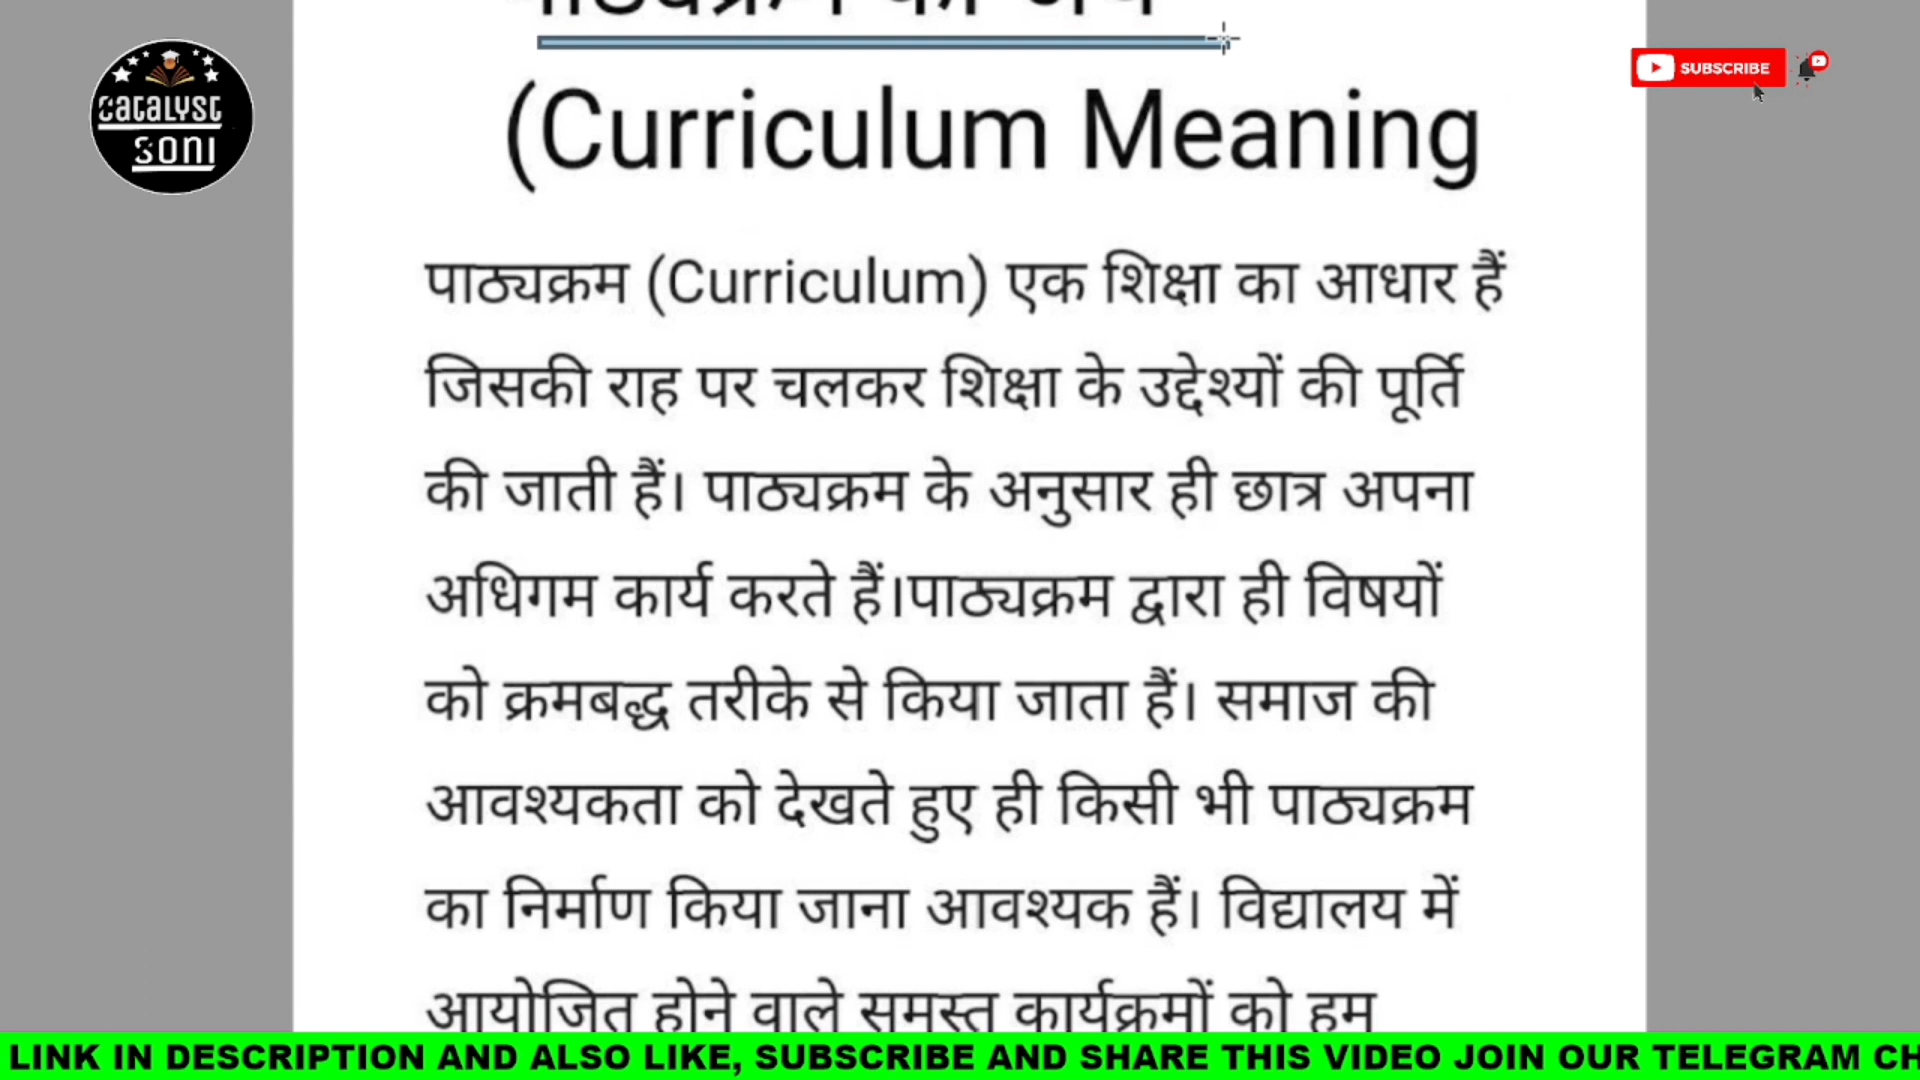 catalyst
soni
SUBSCRIBE
(Curriculum Meaning
पाठ्यक्रम (Curriculum) एक शिक्षा का आधार हैं
जिसकी राह पर चलकर शिक्षा के उद्देश्यों की पूर्ति
की जाती हैं। पाठ्यक्रम के अनुसार ही छात्र अपना
अधिगम कार्य करते हैं।पाठ्यक्रम द्वारा ही विषयों
को क्रमबद्ध तरीके से किया जाता हैं। समाज की
आवश्यकता को देखते हुए ही किसी भी पाठ्यक्रम
का निर्माण किया जाना आवश्यक हैं। विद्यालय में
आयोजित होने वाले समस्त कार्यक्रमों को हम
LINK IN DESCRIPTION AND ALSO LIKE, SUBSCRIBE AND SHARE THIS VIDEO JOIN OUR TELEGRAM CH